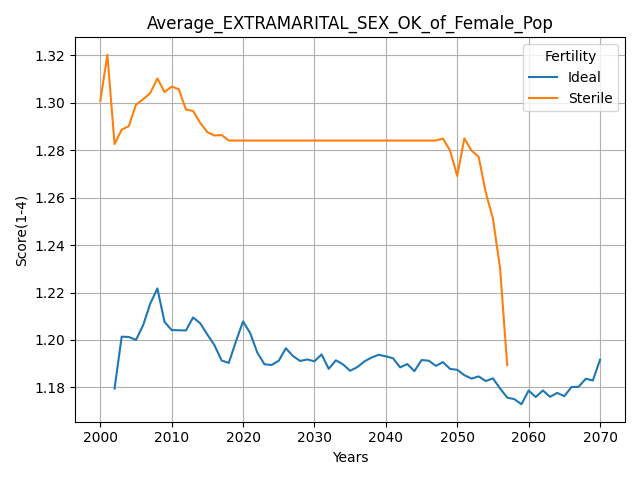 Average_EXTRAMARITAL_SEX_OK_of_Female_Pop
Fertility
Ideal
Sterile
Score(1-4)
1.32
1.30
1.28
1.26
1.24
1.22
1.20
1.18
2000 2010 2020 2030 2040 2050 2060 2070
Years